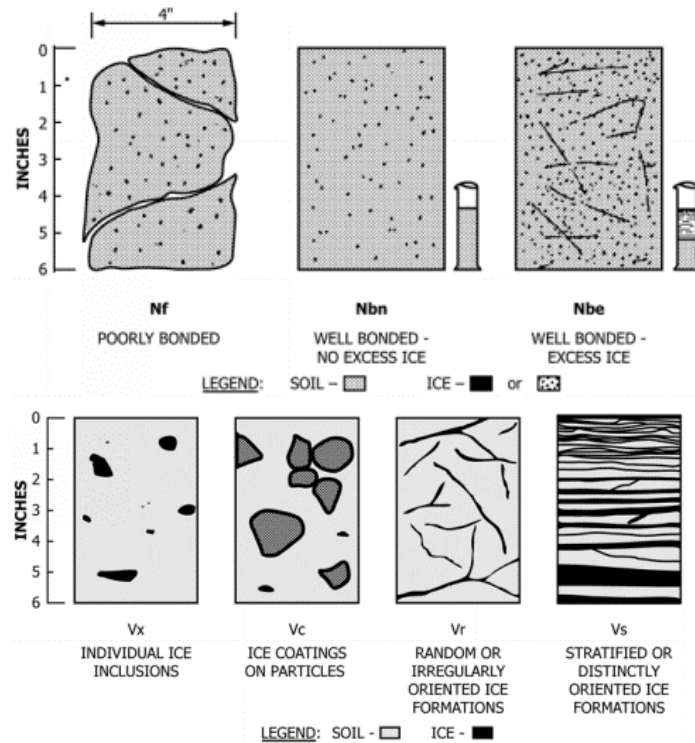 4"
INCHES
0
1
2
3
4
5
6
Nf
POORLY BONDED
Nbn
WELL BONDED -
NO EXCESS ICE
Nbe
WELL BONDED -
EXCESS ICE
LEGEND: SOIL – ICE – or
INCHES
0
1
2
3
4
5
6
Vx
INDIVIDUAL ICE
INCLUSIONS
Vc
ICE COATINGS
ON PARTICLES
Vr
RANDOM OR
IRREGULARLY
ORIENTED ICE
FORMATIONS
Vs
STRATIFIED OR
DISTINCTLY
ORIENTED ICE
FORMATIONS
LEGEND: SOIL - ICE -